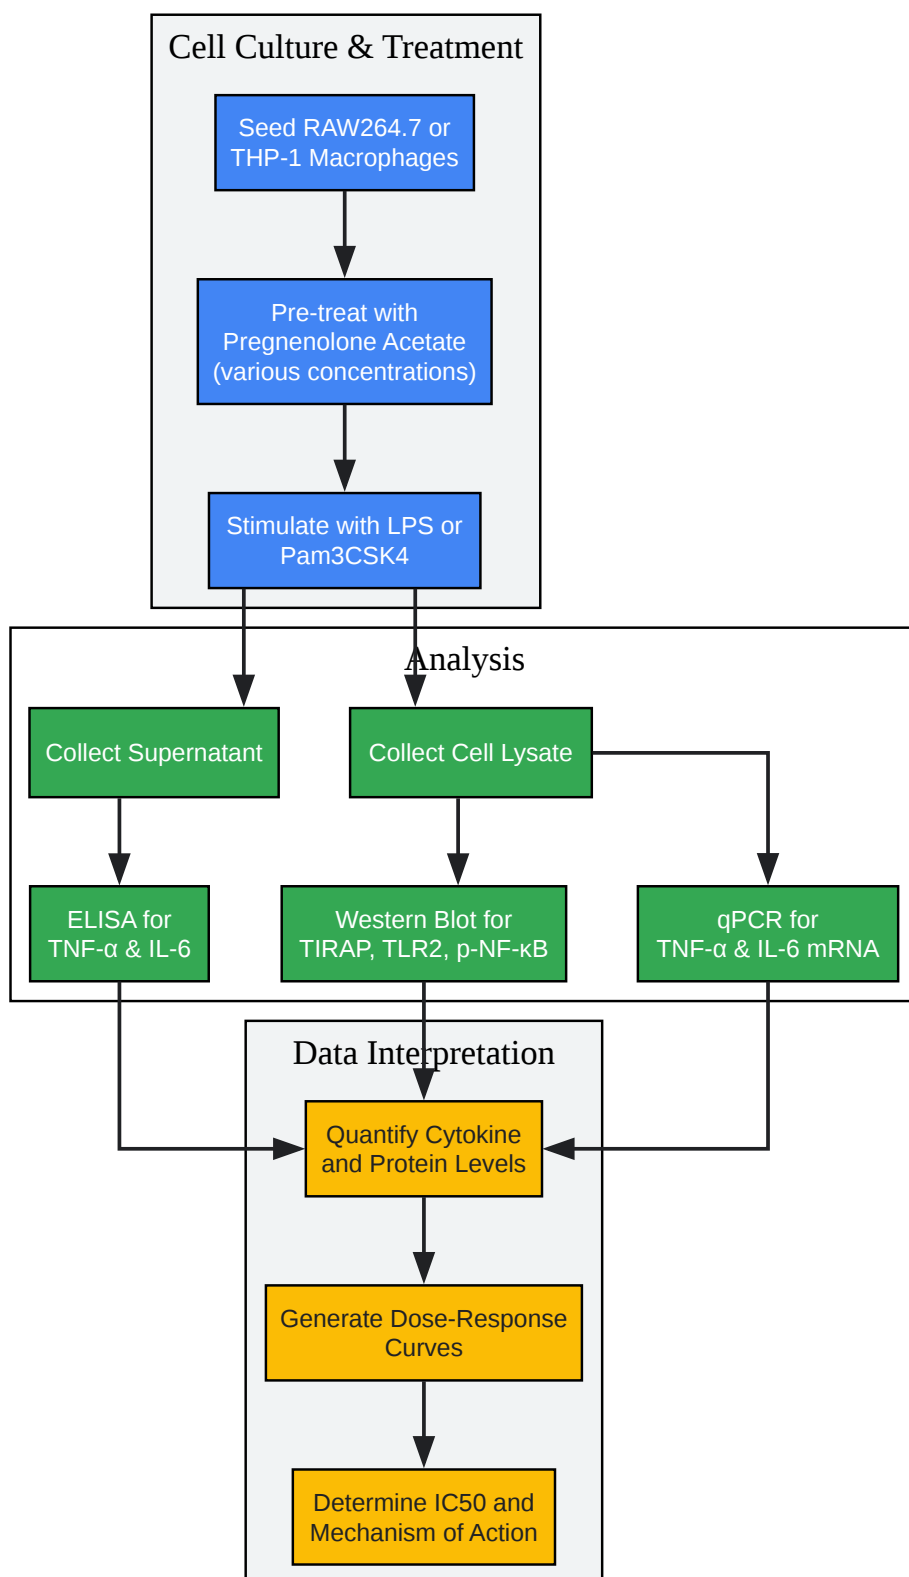 Cell Culture & Treatment
Seed RAW264.7 or
THP-1 Macrophages
Pre-treat with
Pregnenolone Acetate
(various concentrations)
Stimulate with LPS or
Pam3CSK4
Analysis
Collect Supernatant
Collect Cell Lysate
ELISA for
TNF-α & IL-6
Western Blot for
TIRAP, TLR2, p-NF-κB
qPCR for
TNF-α & IL-6 mRNA
Data Interpretation
Quantify Cytokine
and Protein Levels
Generate Dose-Response
Curves
Determine IC50 and
Mechanism of Action